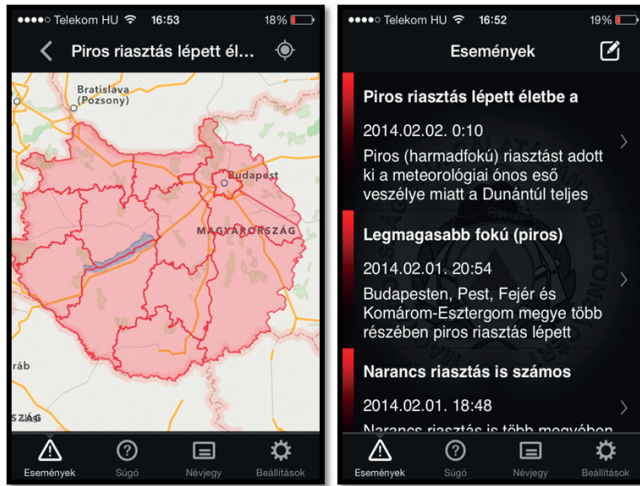 Telekom HU 16:53 18%
Piros riasztás lépett él...
Bratislava
(Pozsony)
Budapest
MAGYARORSZÁG
ráb
SZÁG
Események Súgó Névjegy Beállítások
Telekom HU 16:52 19%
Események
Piros riasztás lépett életbe a
2014.02.02. 0:10
Piros (harmadfokú) riasztást adott
ki a meteorológiai ónos eső
veszélye miatt a Dunántúl teljes
Legmagasabb fokú (piros)
2014.02.01. 20:54
Budapesten, Pest, Fejér és
Komárom-Esztergom megye több
részében piros riasztás lépett
Narancs riasztás is számos
2014.02.01. 18:48
Narancs riasztás is több megyében
Események Súgó Névjegy Beállítások